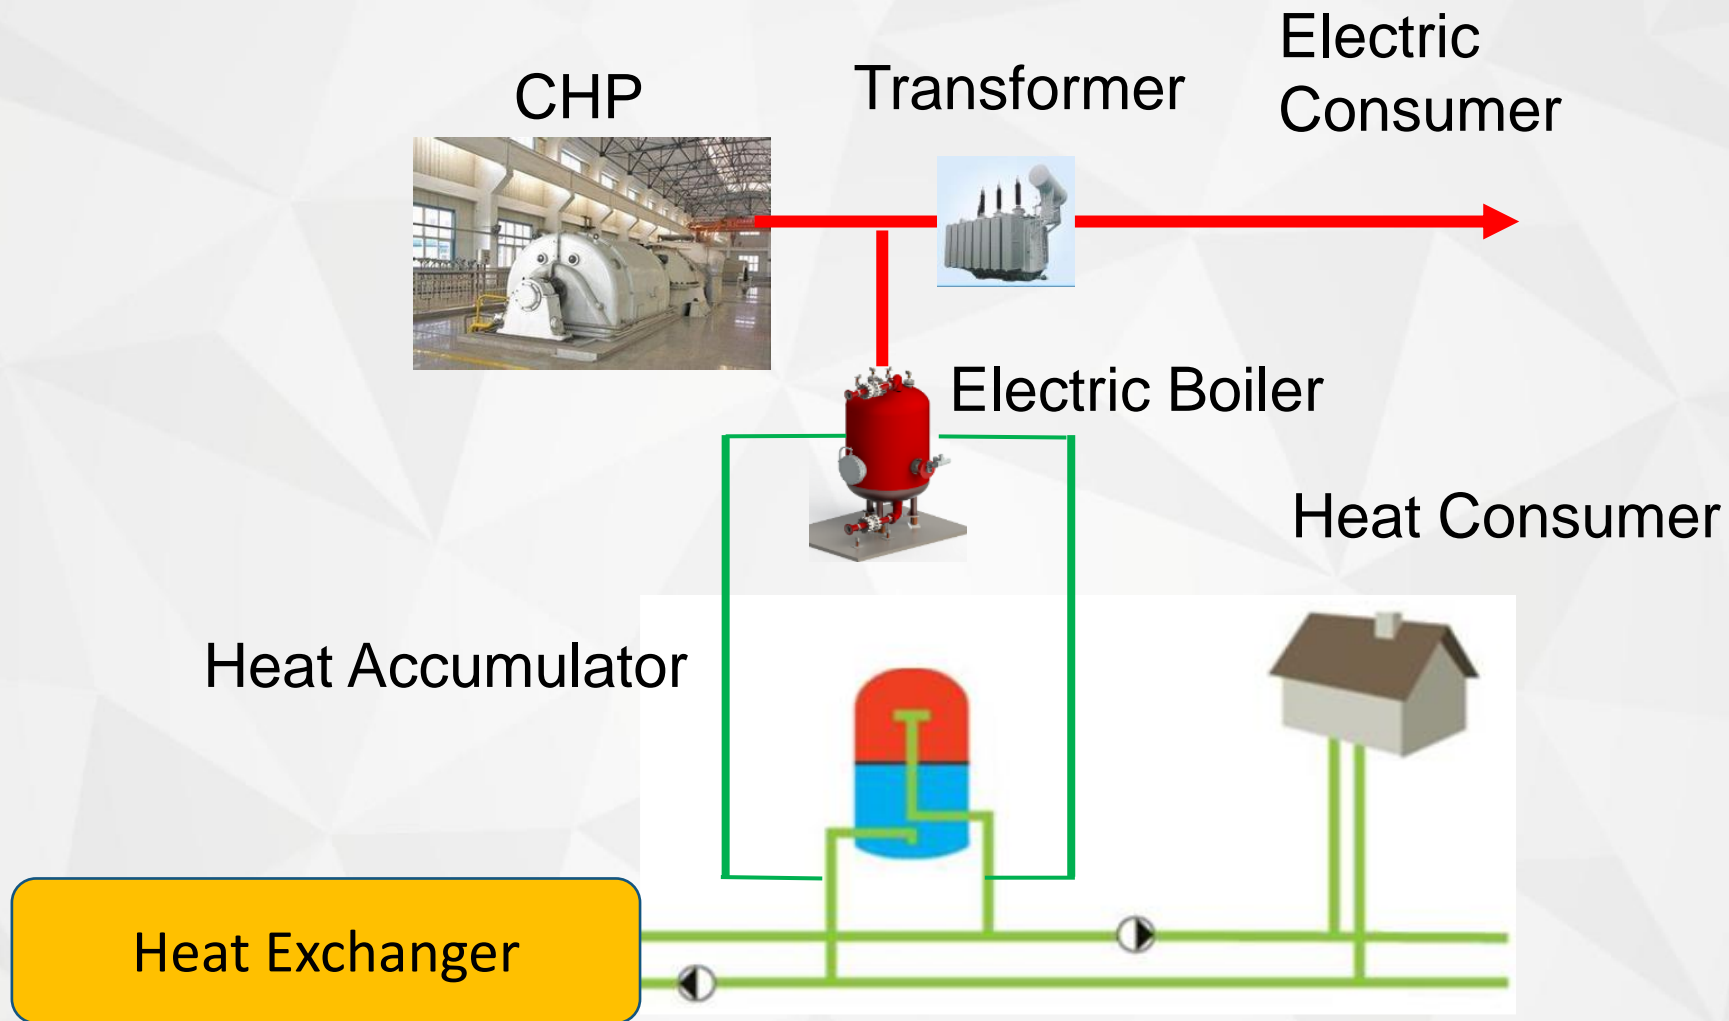 CHP
Transformer
Electric
Consumer
Electric Boiler
Heat Consumer
Heat Accumulator
Heat Exchanger